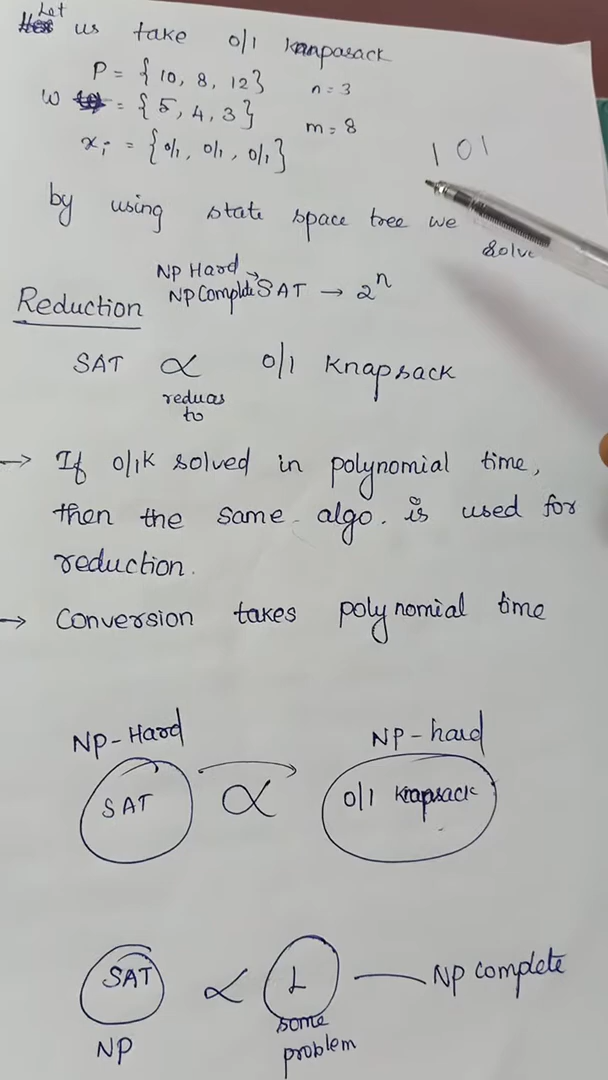 Let
us take 0/1 knapasack
P = {10, 8, 12} n = 3
W = {5, 4, 3} m = 8
xi = {0/1, 0/1, 0/1}
1 0 1
by using state space tree we
solve
NP Hard →
Reduction NP Complete SAT → 2^n
SAT ∝ 0/1 Knapsack
reduas
to
→ If 0/1K solved in polynomial time,
then the same algo. is used for
reduction.
→ Conversion takes polynomial time
NP-Hard NP-hard
SAT ∝ 0/1 knapsack
SAT ∝ L — NP complete
some
NP problem